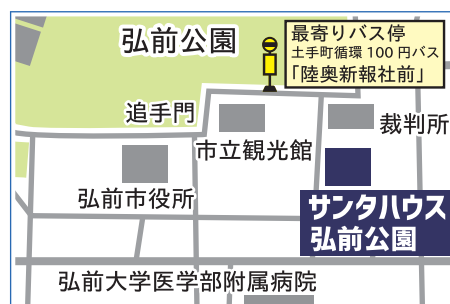 弘前公園
最寄りバス停
土手町循環100円バス
「陸奥新報社前」
追手門
裁判所
市立観光館
弘前市役所
サンタハウス
弘前公園
弘前大学医学部附属病院